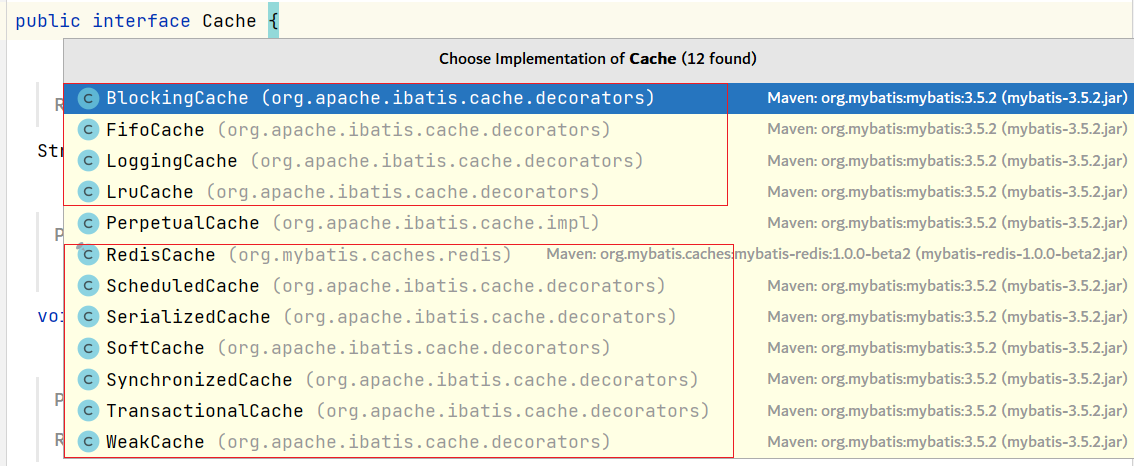 public interface Cache {
Choose Implementation of Cache (12 found)
BlockingCache (org.apache.ibatis.cache.decorators) Maven: org.mybatis:mybatis:3.5.2 (mybatis-3.5.2.jar)
R
FifoCache (org.apache.ibatis.cache.decorators) Maven: org.mybatis:mybatis:3.5.2 (mybatis-3.5.2.jar)
Str
LoggingCache (org.apache.ibatis.cache.decorators) Maven: org.mybatis:mybatis:3.5.2 (mybatis-3.5.2.jar)
LruCache (org.apache.ibatis.cache.decorators) Maven: org.mybatis:mybatis:3.5.2 (mybatis-3.5.2.jar)
PerpetualCache (org.apache.ibatis.cache.impl) Maven: org.mybatis:mybatis:3.5.2 (mybatis-3.5.2.jar)
P
RedisCache (org.mybatis.caches.redis) Maven: org.mybatis.caches:mybatis-redis:1.0.0-beta2 (mybatis-redis-1.0.0-beta2.jar)
ScheduledCache (org.apache.ibatis.cache.decorators) Maven: org.mybatis:mybatis:3.5.2 (mybatis-3.5.2.jar)
voi
SerializedCache (org.apache.ibatis.cache.decorators) Maven: org.mybatis:mybatis:3.5.2 (mybatis-3.5.2.jar)
SoftCache (org.apache.ibatis.cache.decorators) Maven: org.mybatis:mybatis:3.5.2 (mybatis-3.5.2.jar)
SynchronizedCache (org.apache.ibatis.cache.decorators) Maven: org.mybatis:mybatis:3.5.2 (mybatis-3.5.2.jar)
P
TransactionalCache (org.apache.ibatis.cache.decorators) Maven: org.mybatis:mybatis:3.5.2 (mybatis-3.5.2.jar)
R
WeakCache (org.apache.ibatis.cache.decorators) Maven: org.mybatis:mybatis:3.5.2 (mybatis-3.5.2.jar)